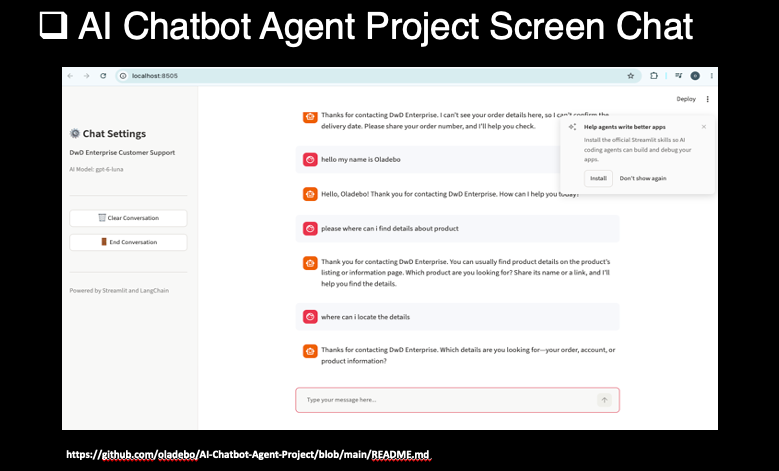 ❑ AI Chatbot Agent Project Screen Chat
localhost:8505
Deploy
Chat Settings
DwD Enterprise Customer Support
AI Model: gpt-6-luna
Clear Conversation
End Conversation
Powered by Streamlit and LangChain
Thanks for contacting DwD Enterprise. I can't see your order details here, so I can't confirm the
delivery date. Please share your order number, and I'll help you check.
hello my name is Oladebo
Hello, Oladebo! Thank you for contacting DwD Enterprise. How can I help you today?
please where can i find details about product
Thank you for contacting DwD Enterprise. You can usually find product details on the product's
listing or information page. Which product are you looking for? Share its name or a link, and I'll
help you find the details.
where can i locate the details
Thanks for contacting DwD Enterprise. Which details are you looking for—your order, account, or
product information?
Type your message here...
Help agents write better apps
Install the official Streamlit skills so AI
coding agents can build and debug your
apps.
Install
Don't show again
https://github.com/oladebo/AI-Chatbot-Agent-Project/blob/main/README.md